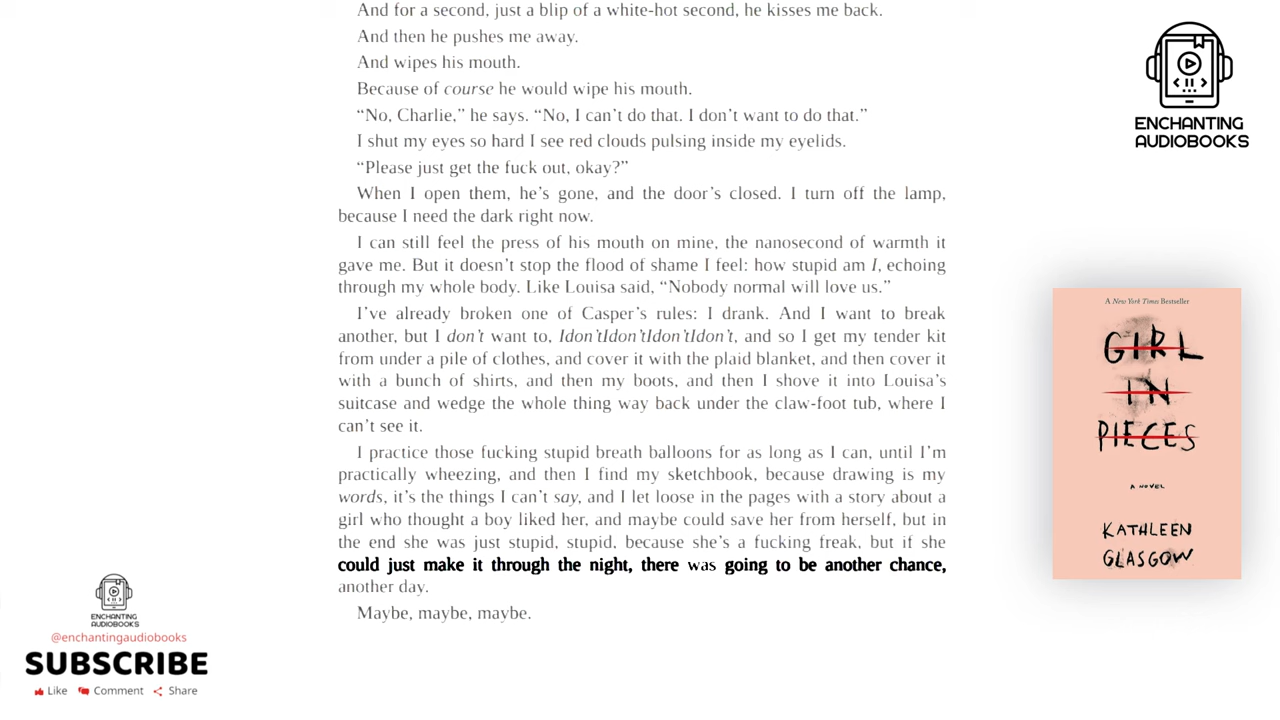 And for a second, just a blip of a white-hot second, he kisses me back.
And then he pushes me away.
And wipes his mouth.
Because of course he would wipe his mouth.
“No, Charlie,” he says. “No, I can’t do that. I don’t want to do that.”
I shut my eyes so hard I see red clouds pulsing inside my eyelids.
“Please just get the fuck out, okay?”
When I open them, he’s gone, and the door’s closed. I turn off the lamp,
because I need the dark right now.
I can still feel the press of his mouth on mine, the nanosecond of warmth it
gave me. But it doesn’t stop the flood of shame I feel: how stupid am I, echoing
through my whole body. Like Louisa said, “Nobody normal will love us.”
I’ve already broken one of Casper’s rules: I drank. And I want to break
another, but I don’t want to, Idon’tIdon’tIdon’tIdon’t, and so I get my tender kit
from under a pile of clothes, and cover it with the plaid blanket, and then cover it
with a bunch of shirts, and then my boots, and then I shove it into Louisa’s
suitcase and wedge the whole thing way back under the claw-foot tub, where I
can’t see it.
I practice those fucking stupid breath balloons for as long as I can, until I’m
practically wheezing, and then I find my sketchbook, because drawing is my
words, it’s the things I can’t say, and I let loose in the pages with a story about a
girl who thought a boy liked her, and maybe could save her from herself, but in
the end she was just stupid, stupid, because she’s a fucking freak, but if she
could just make it through the night, there was going to be another chance,
another day.
Maybe, maybe, maybe.
ENCHANTING
AUDIOBOOKS
A New York Times Bestseller
GIRL
IN
PIECES
A NOVEL
KATHLEEN
GLASGOW
ENCHANTING
AUDIOBOOKS
@enchantingaudiobooks
SUBSCRIBE
Like Comment Share